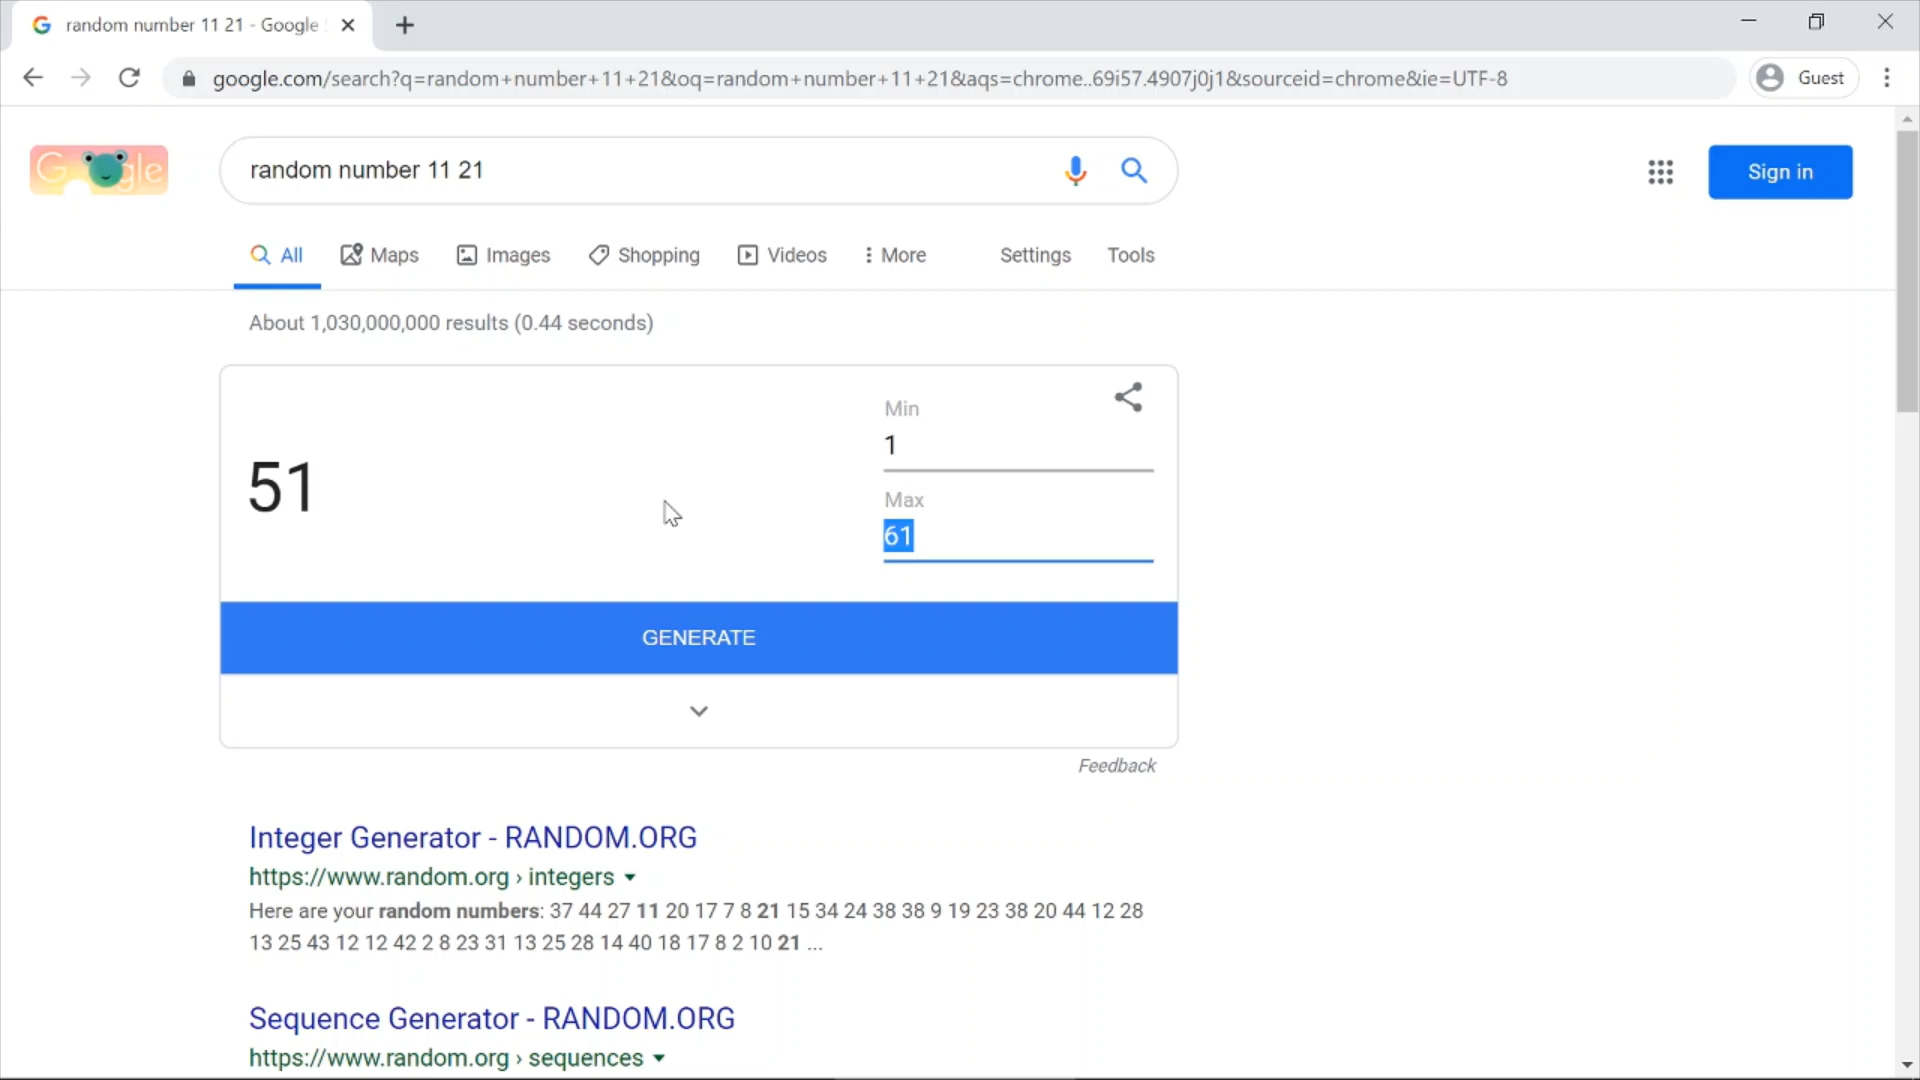 random number 11 21 - Google
google.com/search?q=random+number+11+21&oq=random+number+11+21&aqs=chrome..69i57.4907j0j1&sourceid=chrome&ie=UTF-8
Guest
Google
random number 11 21
Sign in
All Maps Images Shopping Videos More Settings Tools
About 1,030,000,000 results (0.44 seconds)
Min
1
51
Max
61
GENERATE
Feedback
Integer Generator - RANDOM.ORG
https://www.random.org › integers
Here are your random numbers: 37 44 27 11 20 17 7 8 21 15 34 24 38 38 9 19 23 38 20 44 12 28
13 25 43 12 12 42 2 8 23 31 13 25 28 14 40 18 17 8 2 10 21 ...
Sequence Generator - RANDOM.ORG
https://www.random.org › sequences